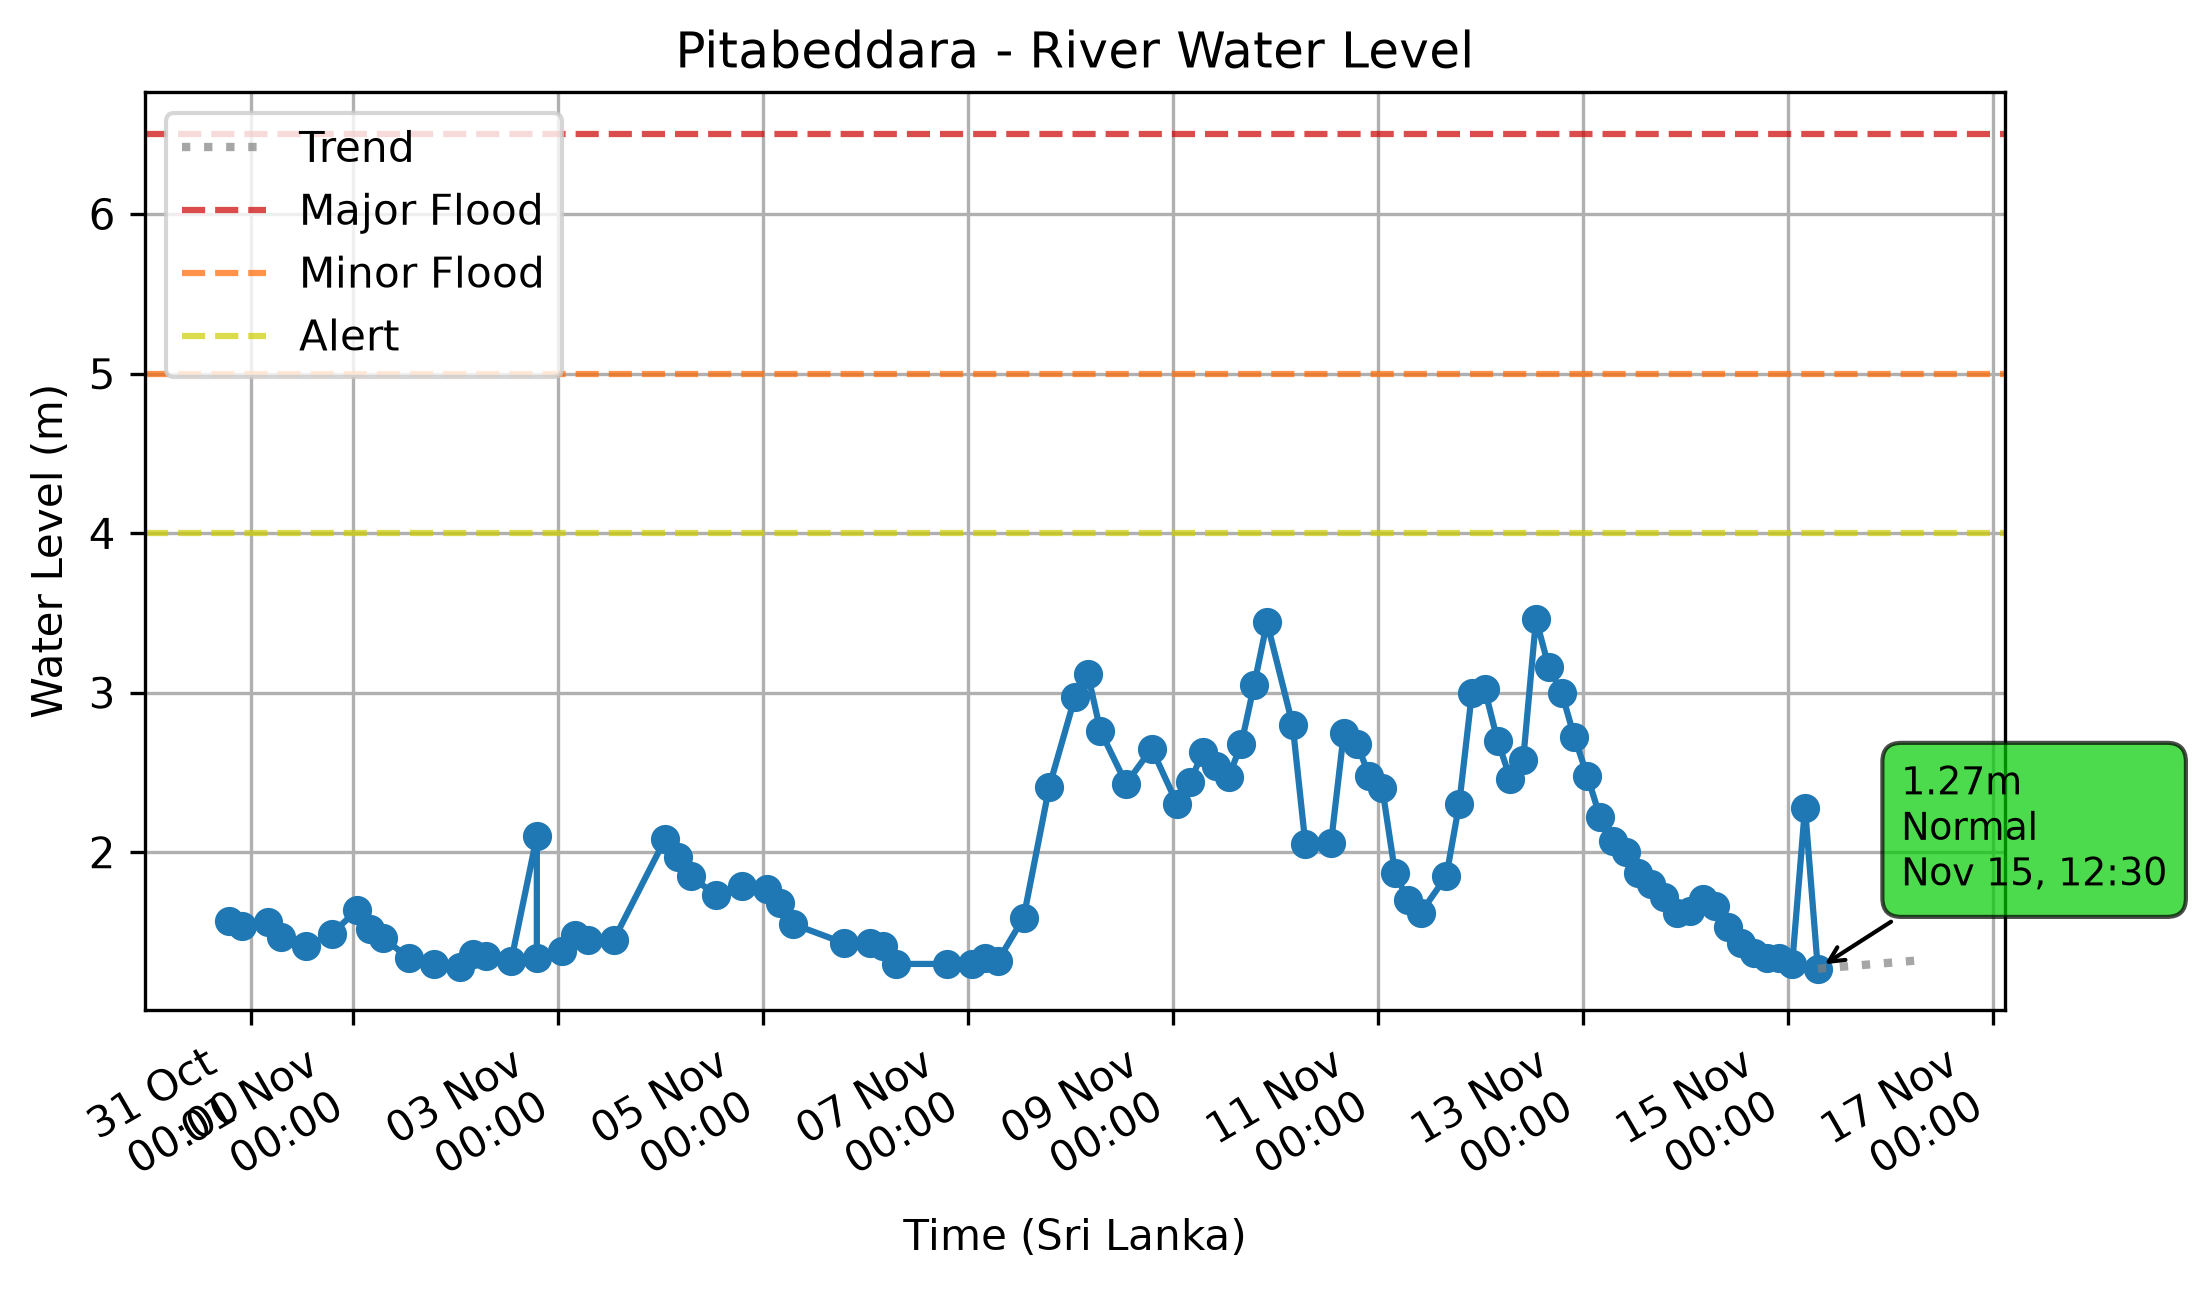 Pitabeddara - River Water Level
Trend
Major Flood
Minor Flood
Alert
6
5
4
3
2
Water Level (m)
1.27m
Normal
Nov 15, 12:30
31 Oct
00:00
01 Nov
00:00
03 Nov
00:00
05 Nov
00:00
07 Nov
00:00
09 Nov
00:00
11 Nov
00:00
13 Nov
00:00
15 Nov
00:00
17 Nov
00:00
Time (Sri Lanka)